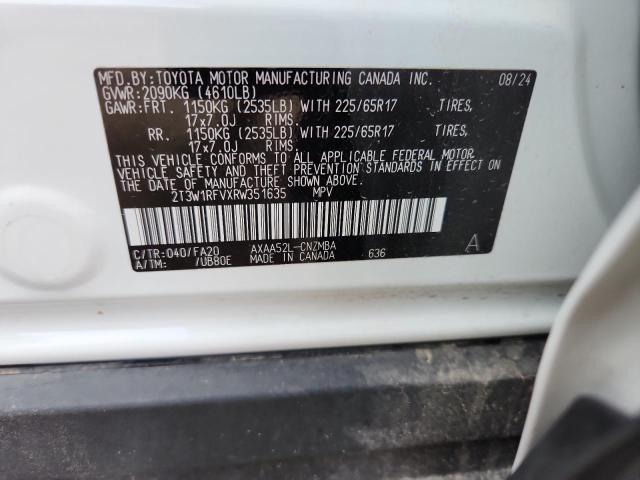 MFD.BY:TOYOTA MOTOR MANUFACTURING CANADA INC. 08/24
GVWR:2090KG (4610LB)
GAWR:FRT. 1150KG (2535LB) WITH 225/65R17 TIRES,
17x7.0J RIMS.
RR. 1150KG (2535LB) WITH 225/65R17 TIRES,
17x7.0J RIMS.
THIS VEHICLE CONFORMS TO ALL APPLICABLE FEDERAL MOTOR
VEHICLE SAFETY AND THEFT PREVENTION STANDARDS IN EFFECT ON
THE DATE OF MANUFACTURE SHOWN ABOVE.
2T3W1RFVXRW351635 MPV
C/TR:040/FA20 AXAA52L-CNZMBA A
A/TM: /UB80E MADE IN CANADA 636